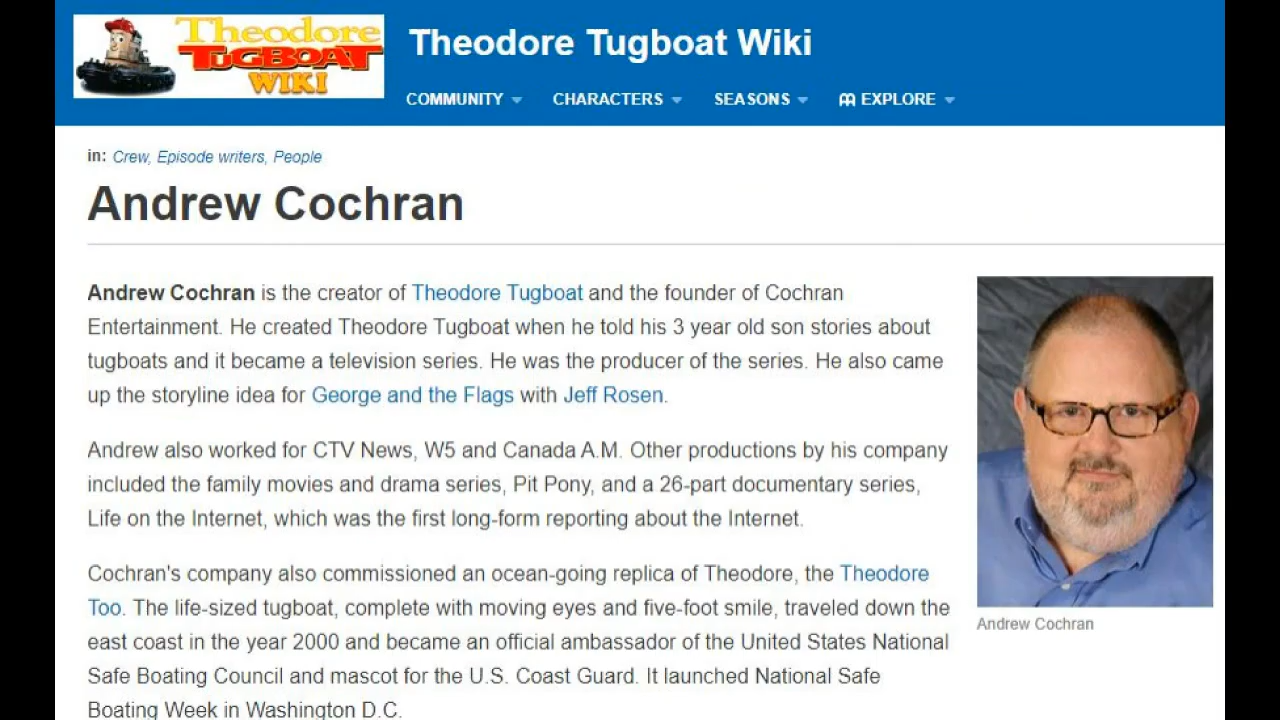 Theodore
TUGBOAT
WIKI
Theodore Tugboat Wiki
COMMUNITY CHARACTERS SEASONS EXPLORE
in: Crew, Episode writers, People
Andrew Cochran
Andrew Cochran is the creator of Theodore Tugboat and the founder of Cochran
Entertainment. He created Theodore Tugboat when he told his 3 year old son stories about
tugboats and it became a television series. He was the producer of the series. He also came
up the storyline idea for George and the Flags with Jeff Rosen.
Andrew also worked for CTV News, W5 and Canada A.M. Other productions by his company
included the family movies and drama series, Pit Pony, and a 26-part documentary series,
Life on the Internet, which was the first long-form reporting about the Internet.
Cochran's company also commissioned an ocean-going replica of Theodore, the Theodore
Too. The life-sized tugboat, complete with moving eyes and five-foot smile, traveled down the
east coast in the year 2000 and became an official ambassador of the United States National
Safe Boating Council and mascot for the U.S. Coast Guard. It launched National Safe
Boating Week in Washington D.C.
Andrew Cochran